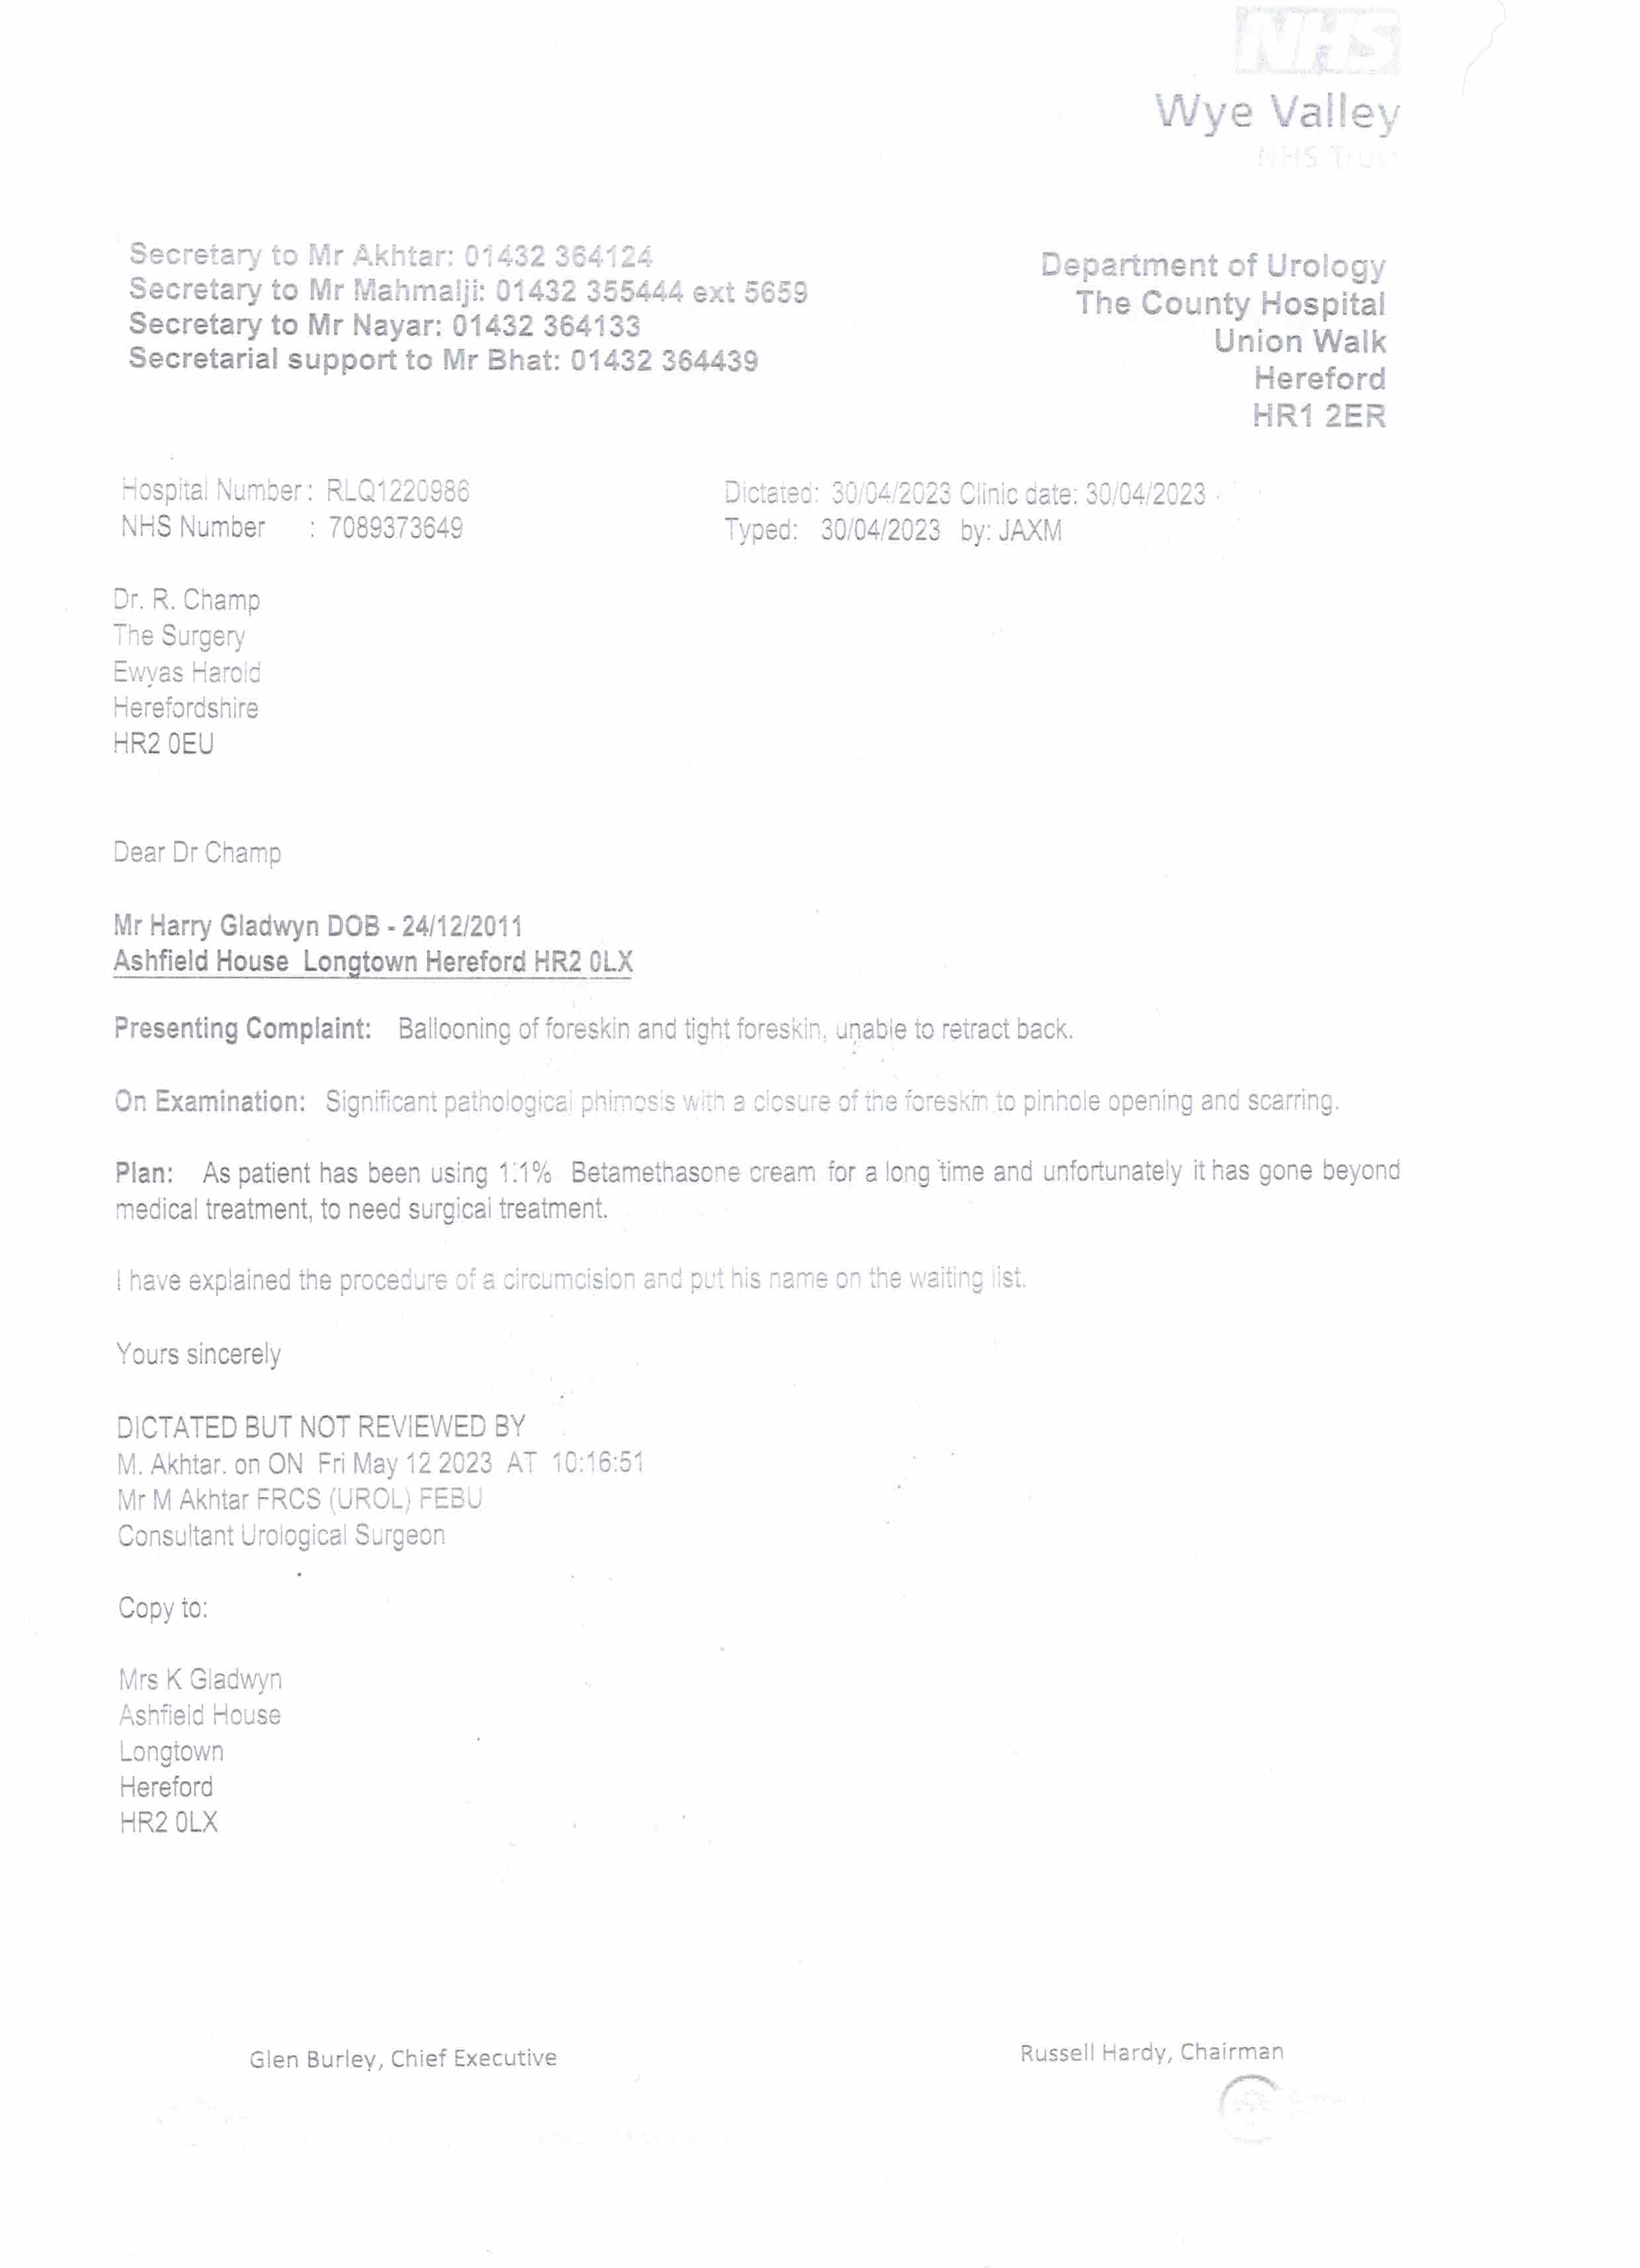 NHS
Wye Valley
NHS Trust
Secretary to Mr Akhtar: 01432 364124
Secretary to Mr Mahmalji: 01432 355444 ext 5659
Secretary to Mr Nayar: 01432 364133
Secretarial support to Mr Bhat: 01432 364439
Department of Urology
The County Hospital
Union Walk
Hereford
HR1 2ER
Hospital Number : RLQ1220986
NHS Number : 7089373649
Dictated: 30/04/2023 Clinic date: 30/04/2023
Typed: 30/04/2023 by: JAXM
Dr. R. Champ
The Surgery
Ewyas Harold
Herefordshire
HR2 0EU
Dear Dr Champ
Mr Harry Gladwyn DOB - 24/12/2011
Ashfield House Longtown Hereford HR2 0LX
Presenting Complaint: Ballooning of foreskin and tight foreskin, unable to retract back.
On Examination: Significant pathological phimosis with a closure of the foreskin to pinhole opening and scarring.
Plan: As patient has been using 1.1% Betamethasone cream for a long time and unfortunately it has gone beyond
medical treatment, to need surgical treatment.
I have explained the procedure of a circumcision and put his name on the waiting list.
Yours sincerely
DICTATED BUT NOT REVIEWED BY
M. Akhtar. on ON Fri May 12 2023 AT 10:16:51
Mr M Akhtar FRCS (UROL) FEBU
Consultant Urological Surgeon
Copy to:
Mrs K Gladwyn
Ashfield House
Longtown
Hereford
HR2 0LX
Glen Burley, Chief Executive
Russell Hardy, Chairman